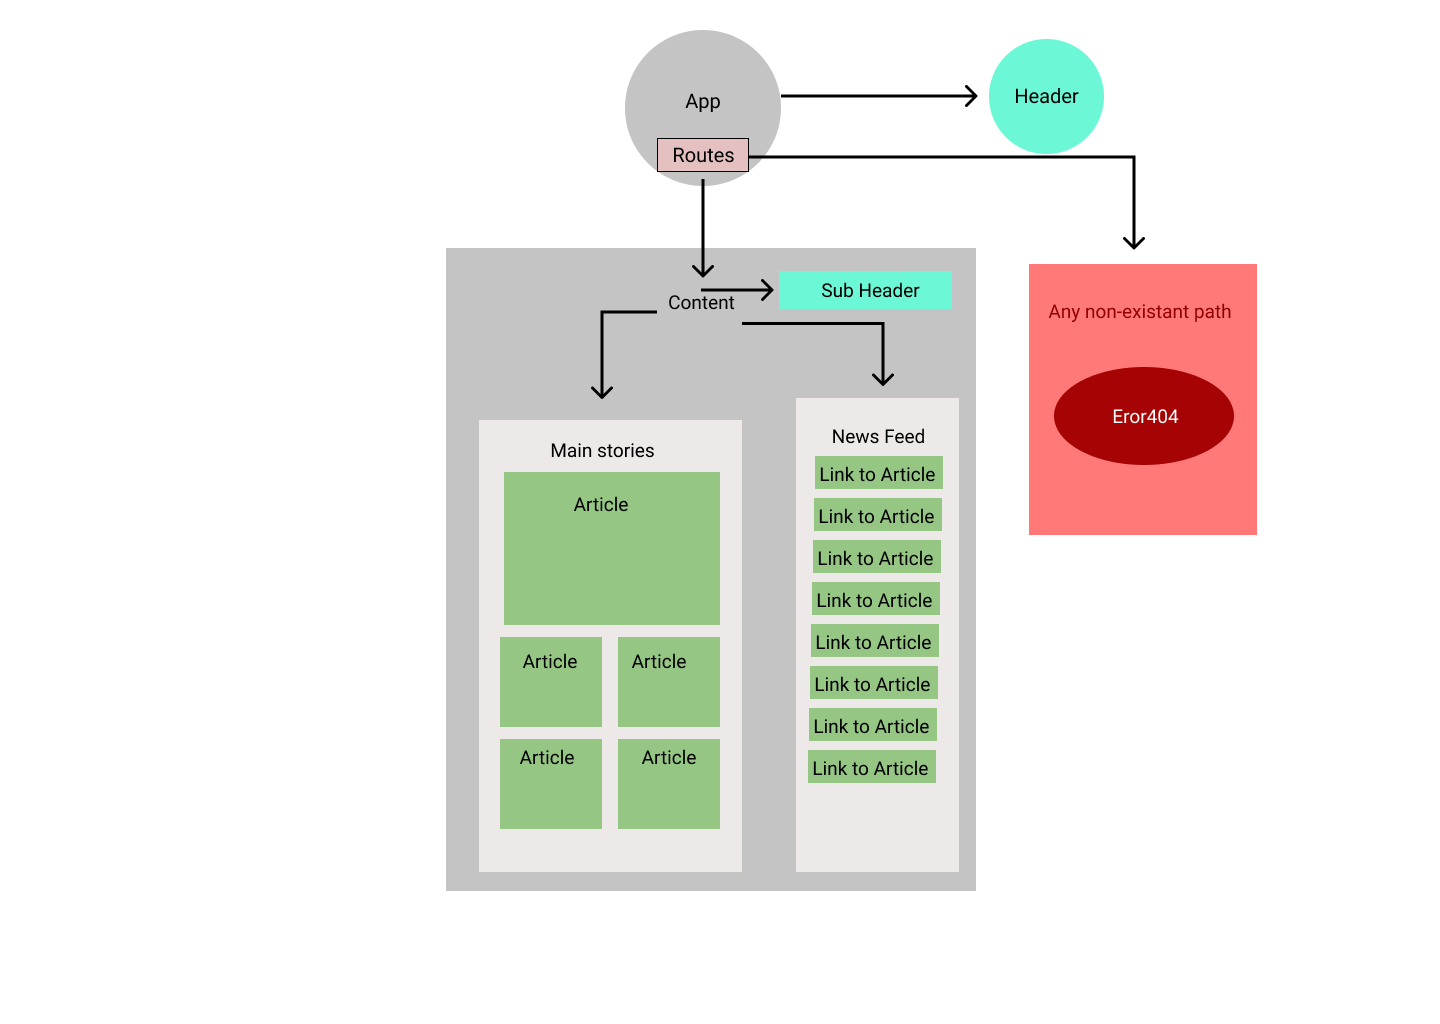 App
Header
Routes
Sub Header
Content
Any non-existant path
Eror404
Main stories
Article
Article
Article
Article
Article
News Feed
Link to Article
Link to Article
Link to Article
Link to Article
Link to Article
Link to Article
Link to Article
Link to Article